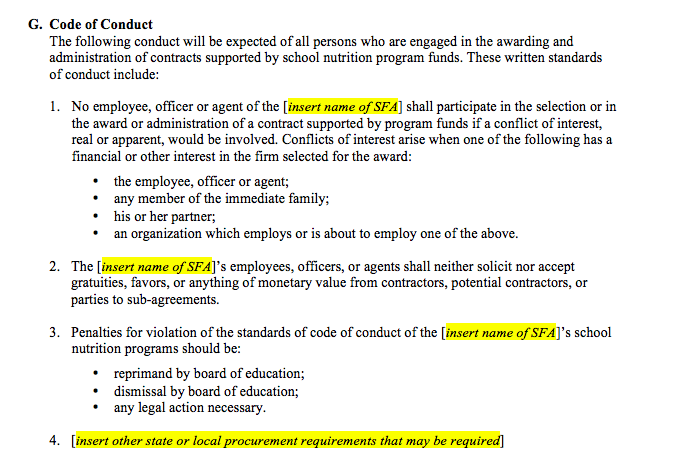 G. Code of Conduct
The following conduct will be expected of all persons who are engaged in the awarding and
administration of contracts supported by school nutrition program funds. These written standards
of conduct include:
1. No employee, officer or agent of the [insert name of SFA] shall participate in the selection or in
the award or administration of a contract supported by program funds if a conflict of interest,
real or apparent, would be involved. Conflicts of interest arise when one of the following has a
financial or other interest in the firm selected for the award:
• the employee, officer or agent;
• any member of the immediate family;
• his or her partner;
• an organization which employs or is about to employ one of the above.
2. The [insert name of SFA]'s employees, officers, or agents shall neither solicit nor accept
gratuities, favors, or anything of monetary value from contractors, potential contractors, or
parties to sub-agreements.
3. Penalties for violation of the standards of code of conduct of the [insert name of SFA]'s school
nutrition programs should be:
• reprimand by board of education;
• dismissal by board of education;
• any legal action necessary.
4. [insert other state or local procurement requirements that may be required]